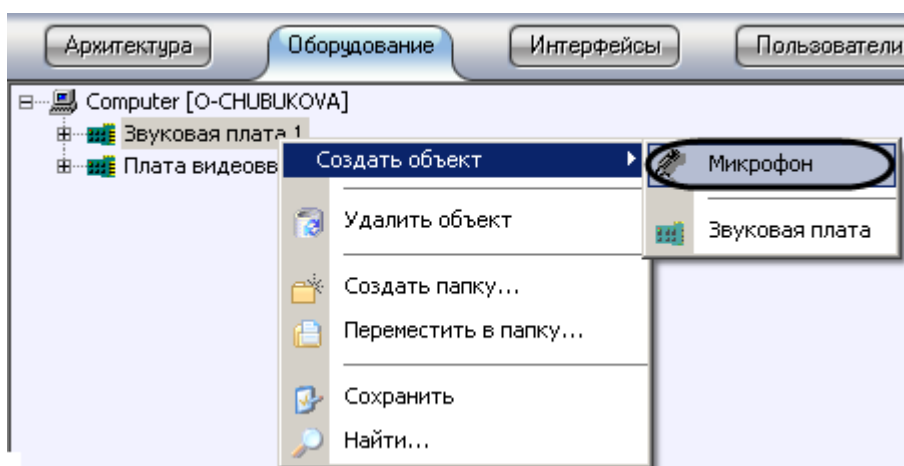 Архитектура
Оборудование
Интерфейсы
Пользователи
Computer [O-CHUBUKOVA]
Звуковая плата 1
Плата видеовв
Создать объект
Микрофон
Звуковая плата
Удалить объект
Создать папку...
Переместить в папку...
Сохранить
Найти...